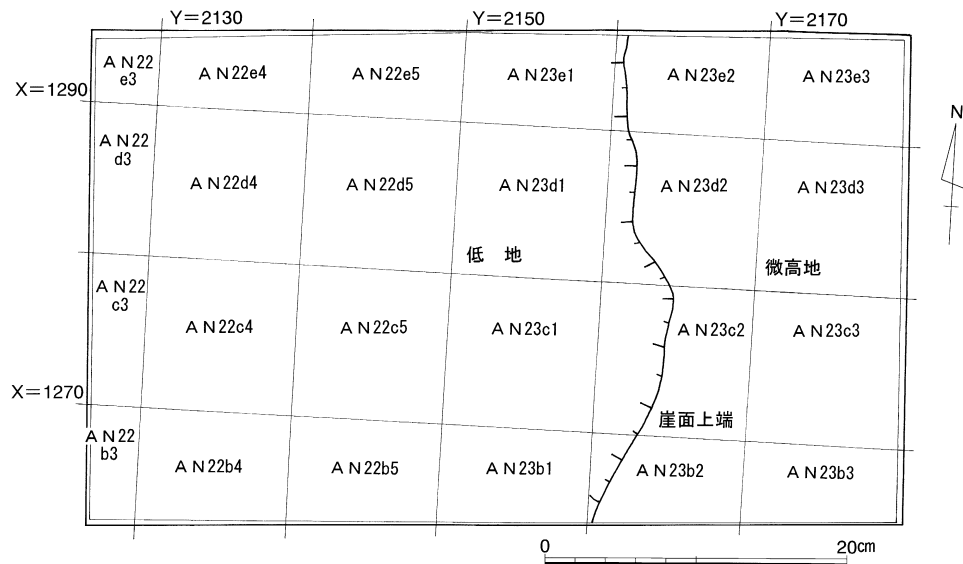 Y=2130
Y=2150
Y=2170
X=1290
AN22
e3
AN22e4
AN22e5
AN23e1
AN23e2
AN23e3
N
AN22
d3
AN22d4
AN22d5
AN23d1
AN23d2
AN23d3
低 地
微高地
AN22
c3
AN22c4
AN22c5
AN23c1
AN23c2
AN23c3
X=1270
崖面上端
AN22
b3
AN22b4
AN22b5
AN23b1
AN23b2
AN23b3
0
20cm